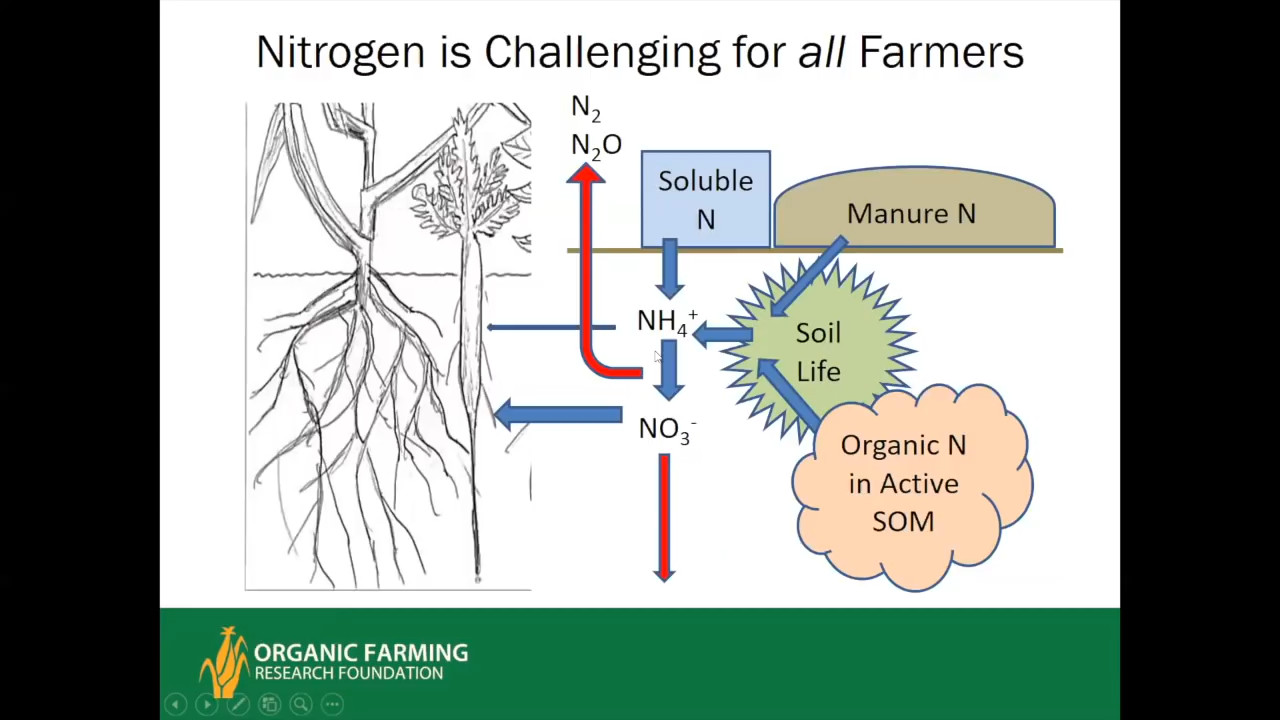 Nitrogen is Challenging for all Farmers
N₂
N₂O
Soluble
N
Manure N
NH₄⁺
Soil
Life
NO₃⁻
Organic N
in Active
SOM
ORGANIC FARMING
RESEARCH FOUNDATION